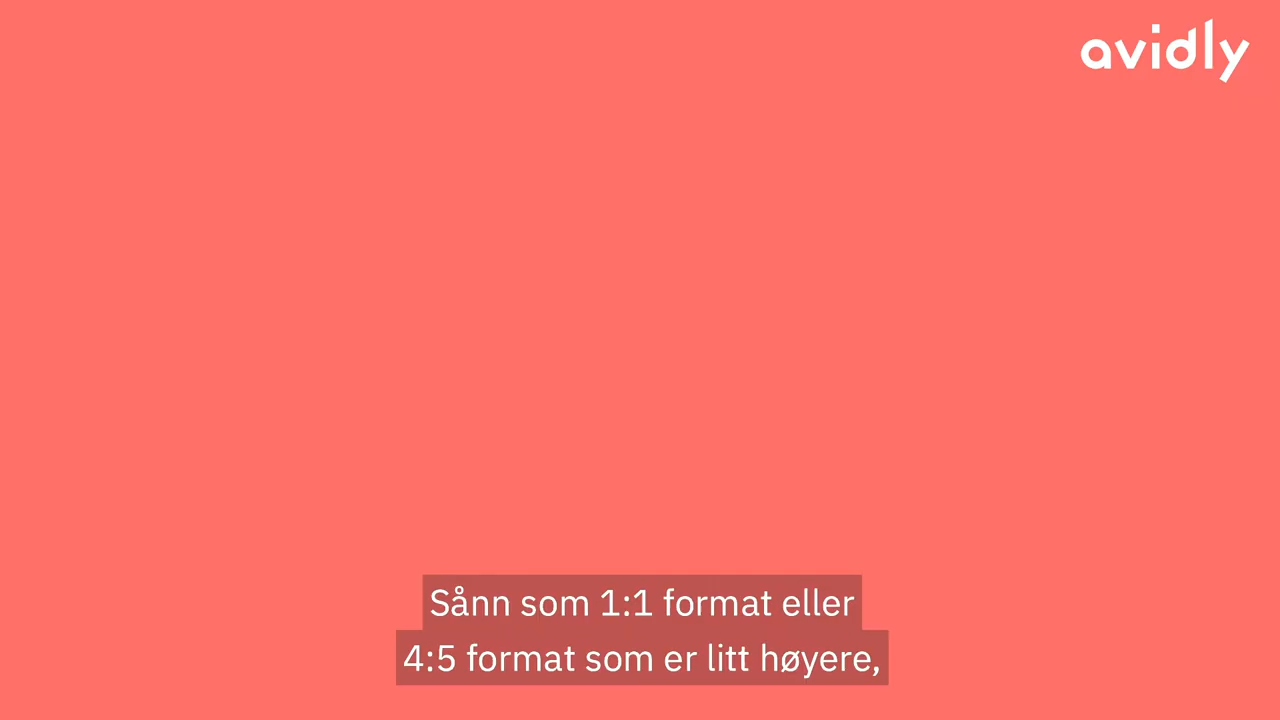 avidly
Sånn som 1:1 format eller
4:5 format som er litt høyere,